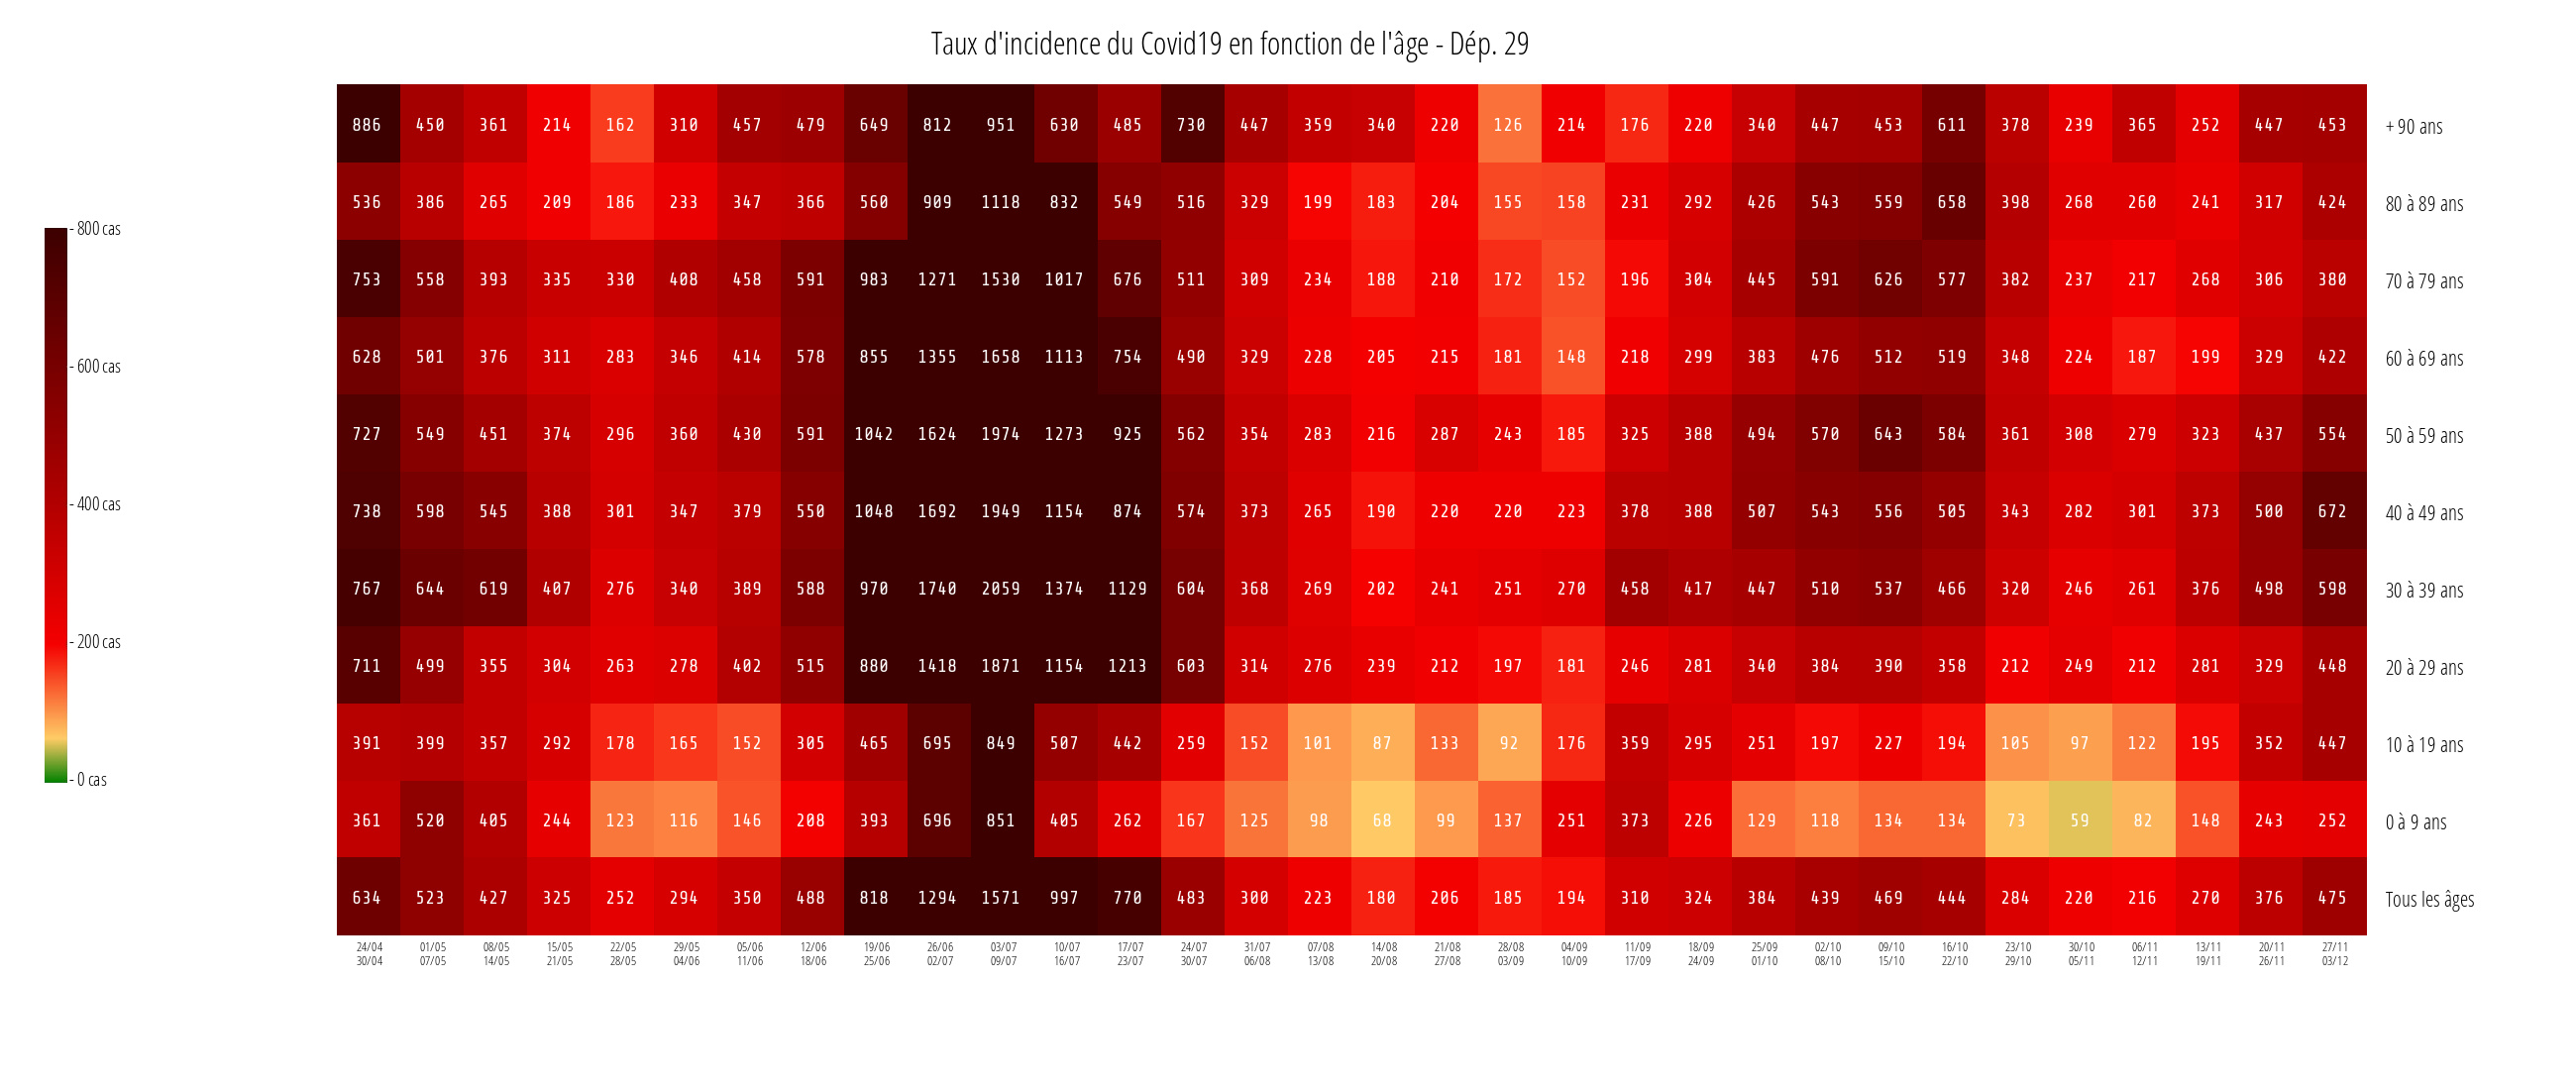 Taux d'incidence du Covid19 en fonction de l'âge - Dép. 29
886 450 361 214 162 310 457 479 649 812 951 630 485 730 447 359 340 220 126 214 176 220 340 447 453 611 378 239 365 252 447 453 + 90 ans
536 386 265 209 186 233 347 366 560 909 1118 832 549 516 329 199 183 204 155 158 231 292 426 543 559 658 398 268 260 241 317 424 80 à 89 ans
753 558 393 335 330 408 458 591 983 1271 1530 1017 676 511 309 234 188 210 172 152 196 304 445 591 626 577 382 237 217 268 306 380 70 à 79 ans
628 501 376 311 283 346 414 578 855 1355 1658 1113 754 490 329 228 205 215 181 148 218 299 383 476 512 519 348 224 187 199 329 422 60 à 69 ans
727 549 451 374 296 360 430 591 1042 1624 1974 1273 925 562 354 283 216 287 243 185 325 388 494 570 643 584 361 308 279 323 437 554 50 à 59 ans
738 598 545 388 301 347 379 550 1048 1692 1949 1154 874 574 373 265 190 220 220 223 378 388 507 543 556 505 343 282 301 373 500 672 40 à 49 ans
767 644 619 407 276 340 389 588 970 1740 2059 1374 1129 604 368 269 202 241 251 270 458 417 447 510 537 466 320 246 261 376 498 598 30 à 39 ans
711 499 355 304 263 278 402 515 880 1418 1871 1154 1213 603 314 276 239 212 197 181 246 281 340 384 390 358 212 249 212 281 329 448 20 à 29 ans
391 399 357 292 178 165 152 305 465 695 849 507 442 259 152 101 87 133 92 176 359 295 251 197 227 194 105 97 122 195 352 447 10 à 19 ans
361 520 405 244 123 116 146 208 393 696 851 405 262 167 125 98 68 99 137 251 373 226 129 118 134 134 73 59 82 148 243 252 0 à 9 ans
634 523 427 325 252 294 350 488 818 1294 1571 997 770 483 300 223 180 206 185 194 310 324 384 439 469 444 284 220 216 270 376 475 Tous les âges
24/04 01/05 08/05 15/05 22/05 29/05 05/06 12/06 19/06 26/06 03/07 10/07 17/07 24/07 31/07 07/08 14/08 21/08 28/08 04/09 11/09 18/09 25/09 02/10 09/10 16/10 23/10 30/10 06/11 13/11 20/11 27/11
30/04 07/05 14/05 21/05 28/05 04/06 11/06 18/06 25/06 02/07 09/07 16/07 23/07 30/07 06/08 13/08 20/08 27/08 03/09 10/09 17/09 24/09 01/10 08/10 15/10 22/10 29/10 05/11 12/11 19/11 26/11 03/12
- 800 cas
- 600 cas
- 400 cas
- 200 cas
- 0 cas